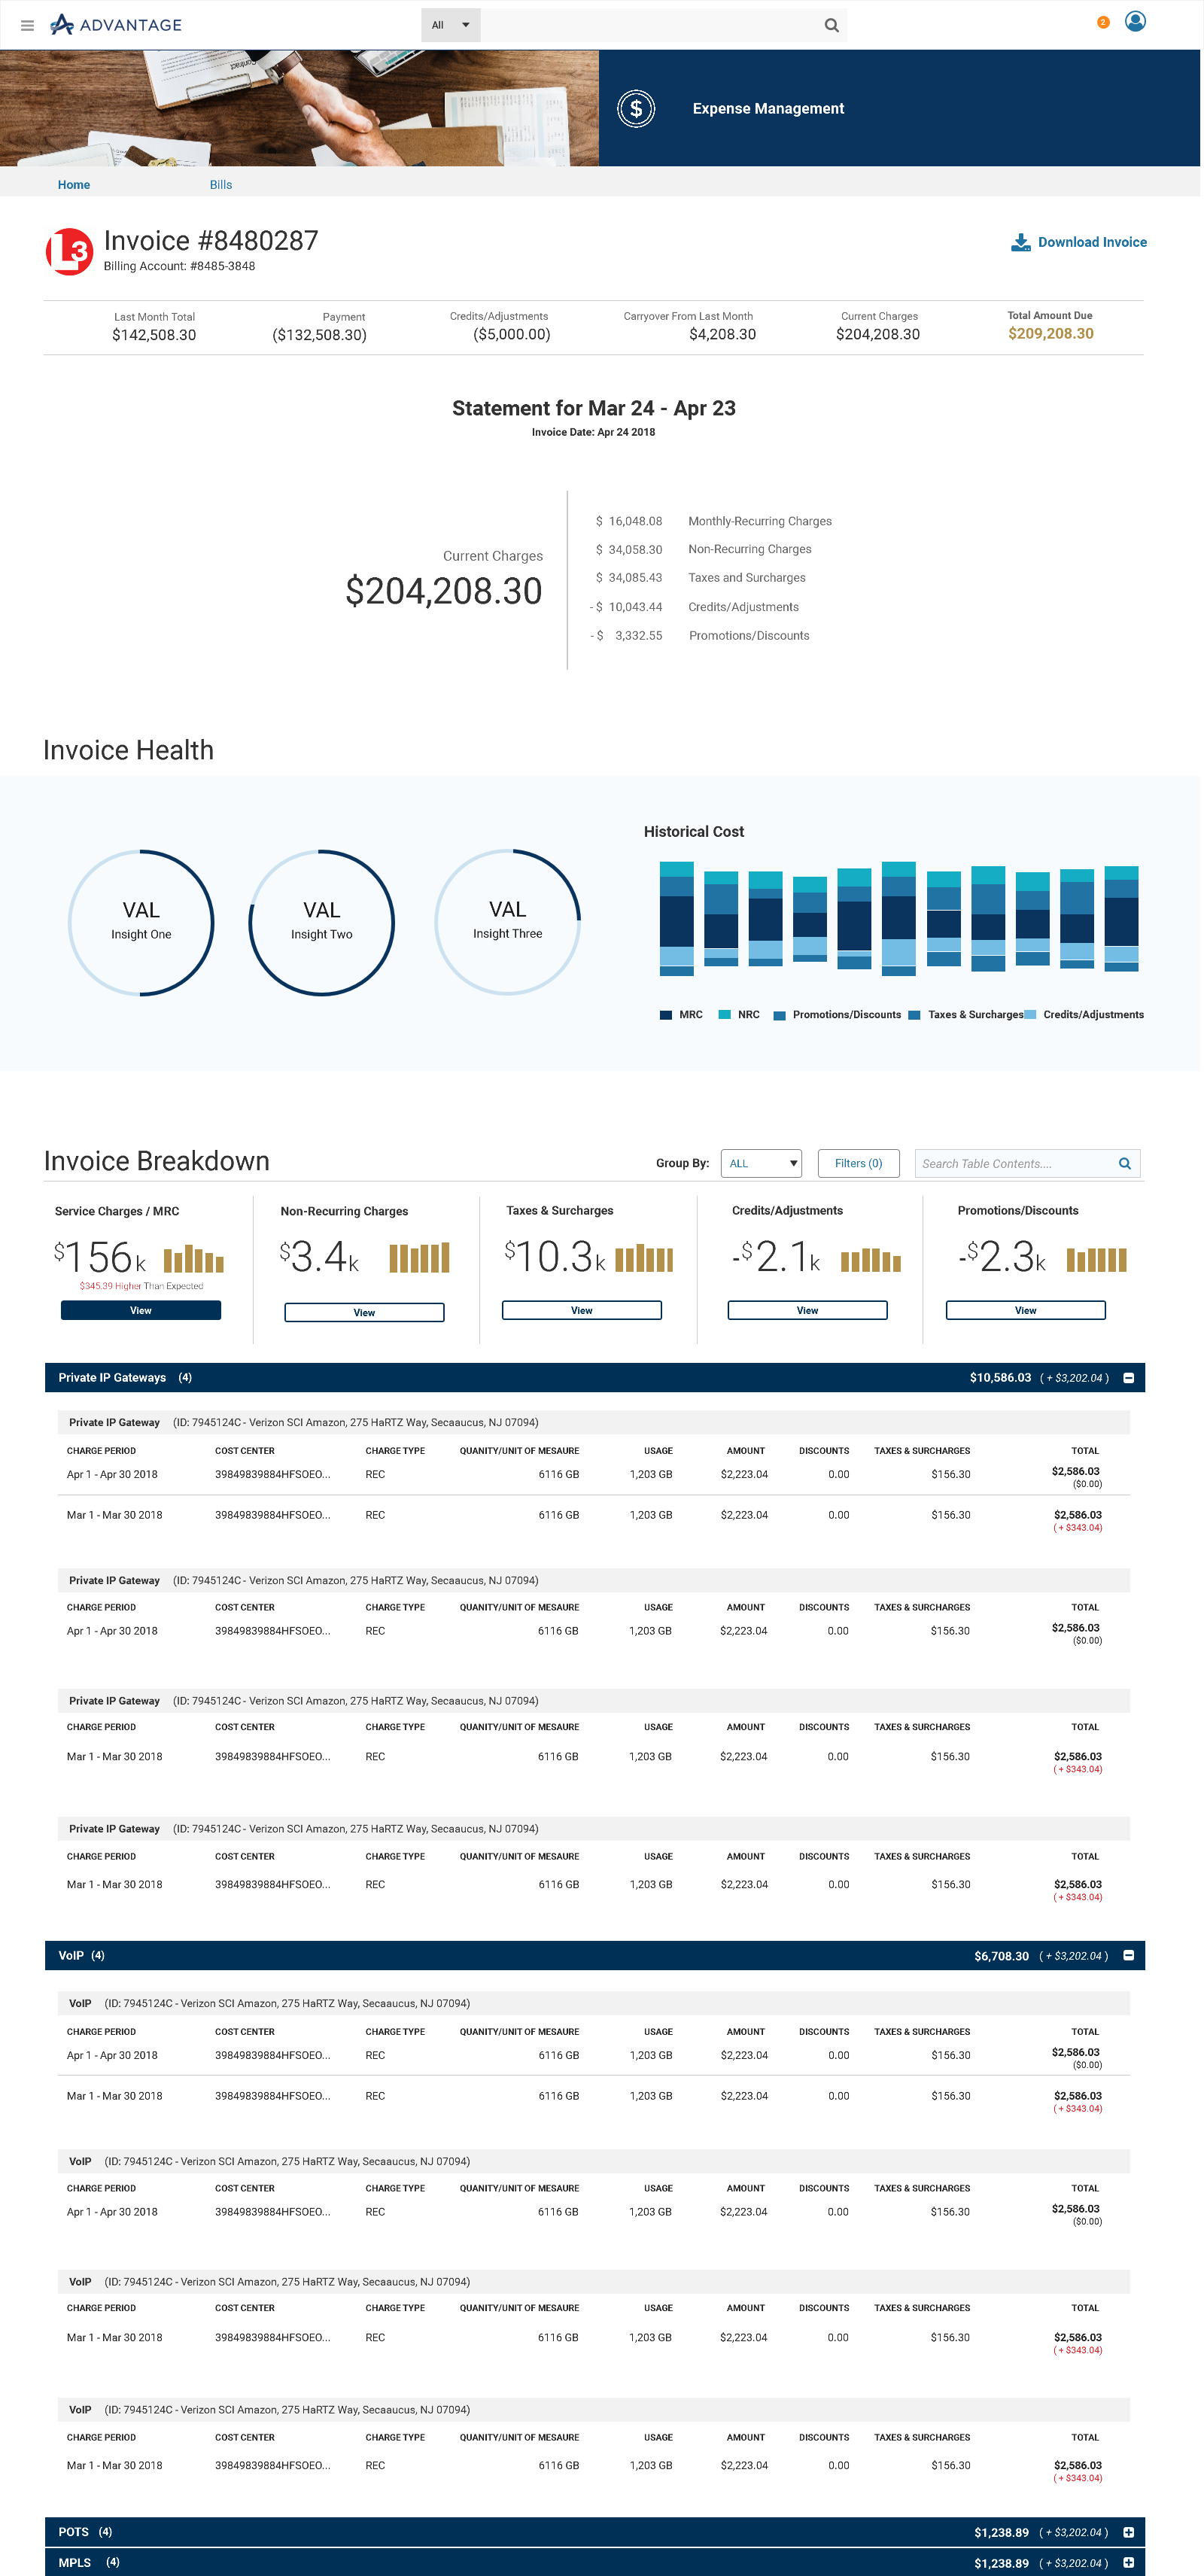 ADVANTAGE
All
2
Contract
Expense Management
Home Bills
L3
Invoice #8480287
Billing Account: #8485-3848
Download Invoice
Last Month Total Payment Credits/Adjustments Carryover From Last Month Current Charges Total Amount Due
$142,508.30 ($132,508.30) ($5,000.00) $4,208.30 $204,208.30 $209,208.30
Statement for Mar 24 - Apr 23
Invoice Date: Apr 24 2018
Current Charges
$204,208.30
$ 16,048.08 Monthly-Recurring Charges
$ 34,058.30 Non-Recurring Charges
$ 34,085.43 Taxes and Surcharges
- $ 10,043.44 Credits/Adjustments
- $ 3,332.55 Promotions/Discounts
Invoice Health
VAL
Insight One
VAL
Insight Two
VAL
Insight Three
Historical Cost
MRC NRC Promotions/Discounts Taxes & Surcharges Credits/Adjustments
Invoice Breakdown
Group By: ALL Filters (0) Search Table Contents....
Service Charges / MRC Non-Recurring Charges Taxes & Surcharges Credits/Adjustments Promotions/Discounts
$156k $3.4k $10.3k -$2.1k -$2.3k
$345.39 Higher Than Expected
View View View View View
Private IP Gateways (4) $10,586.03 ( + $3,202.04 )
Private IP Gateway (ID: 7945124C - Verizon SCI Amazon, 275 HaRTZ Way, Secaaucus, NJ 07094)
CHARGE PERIOD COST CENTER CHARGE TYPE QUANITY/UNIT OF MESAURE USAGE AMOUNT DISCOUNTS TAXES & SURCHARGES TOTAL
Apr 1 - Apr 30 2018 39849839884HFSOEO... REC 6116 GB 1,203 GB $2,223.04 0.00 $156.30 $2,586.03
($0.00)
Mar 1 - Mar 30 2018 39849839884HFSOEO... REC 6116 GB 1,203 GB $2,223.04 0.00 $156.30 $2,586.03
( + $343.04)
Private IP Gateway (ID: 7945124C - Verizon SCI Amazon, 275 HaRTZ Way, Secaaucus, NJ 07094)
CHARGE PERIOD COST CENTER CHARGE TYPE QUANITY/UNIT OF MESAURE USAGE AMOUNT DISCOUNTS TAXES & SURCHARGES TOTAL
Apr 1 - Apr 30 2018 39849839884HFSOEO... REC 6116 GB 1,203 GB $2,223.04 0.00 $156.30 $2,586.03
($0.00)
Private IP Gateway (ID: 7945124C - Verizon SCI Amazon, 275 HaRTZ Way, Secaaucus, NJ 07094)
CHARGE PERIOD COST CENTER CHARGE TYPE QUANITY/UNIT OF MESAURE USAGE AMOUNT DISCOUNTS TAXES & SURCHARGES TOTAL
Mar 1 - Mar 30 2018 39849839884HFSOEO... REC 6116 GB 1,203 GB $2,223.04 0.00 $156.30 $2,586.03
( + $343.04)
Private IP Gateway (ID: 7945124C - Verizon SCI Amazon, 275 HaRTZ Way, Secaaucus, NJ 07094)
CHARGE PERIOD COST CENTER CHARGE TYPE QUANITY/UNIT OF MESAURE USAGE AMOUNT DISCOUNTS TAXES & SURCHARGES TOTAL
Mar 1 - Mar 30 2018 39849839884HFSOEO... REC 6116 GB 1,203 GB $2,223.04 0.00 $156.30 $2,586.03
( + $343.04)
VoIP (4) $6,708.30 ( + $3,202.04 )
VoIP (ID: 7945124C - Verizon SCI Amazon, 275 HaRTZ Way, Secaaucus, NJ 07094)
CHARGE PERIOD COST CENTER CHARGE TYPE QUANITY/UNIT OF MESAURE USAGE AMOUNT DISCOUNTS TAXES & SURCHARGES TOTAL
Apr 1 - Apr 30 2018 39849839884HFSOEO... REC 6116 GB 1,203 GB $2,223.04 0.00 $156.30 $2,586.03
($0.00)
Mar 1 - Mar 30 2018 39849839884HFSOEO... REC 6116 GB 1,203 GB $2,223.04 0.00 $156.30 $2,586.03
( + $343.04)
VoIP (ID: 7945124C - Verizon SCI Amazon, 275 HaRTZ Way, Secaaucus, NJ 07094)
CHARGE PERIOD COST CENTER CHARGE TYPE QUANITY/UNIT OF MESAURE USAGE AMOUNT DISCOUNTS TAXES & SURCHARGES TOTAL
Apr 1 - Apr 30 2018 39849839884HFSOEO... REC 6116 GB 1,203 GB $2,223.04 0.00 $156.30 $2,586.03
($0.00)
VoIP (ID: 7945124C - Verizon SCI Amazon, 275 HaRTZ Way, Secaaucus, NJ 07094)
CHARGE PERIOD COST CENTER CHARGE TYPE QUANITY/UNIT OF MESAURE USAGE AMOUNT DISCOUNTS TAXES & SURCHARGES TOTAL
Mar 1 - Mar 30 2018 39849839884HFSOEO... REC 6116 GB 1,203 GB $2,223.04 0.00 $156.30 $2,586.03
( + $343.04)
VoIP (ID: 7945124C - Verizon SCI Amazon, 275 HaRTZ Way, Secaaucus, NJ 07094)
CHARGE PERIOD COST CENTER CHARGE TYPE QUANITY/UNIT OF MESAURE USAGE AMOUNT DISCOUNTS TAXES & SURCHARGES TOTAL
Mar 1 - Mar 30 2018 39849839884HFSOEO... REC 6116 GB 1,203 GB $2,223.04 0.00 $156.30 $2,586.03
( + $343.04)
POTS (4) $1,238.89 ( + $3,202.04 )
MPLS (4) $1,238.89 ( + $3,202.04 )